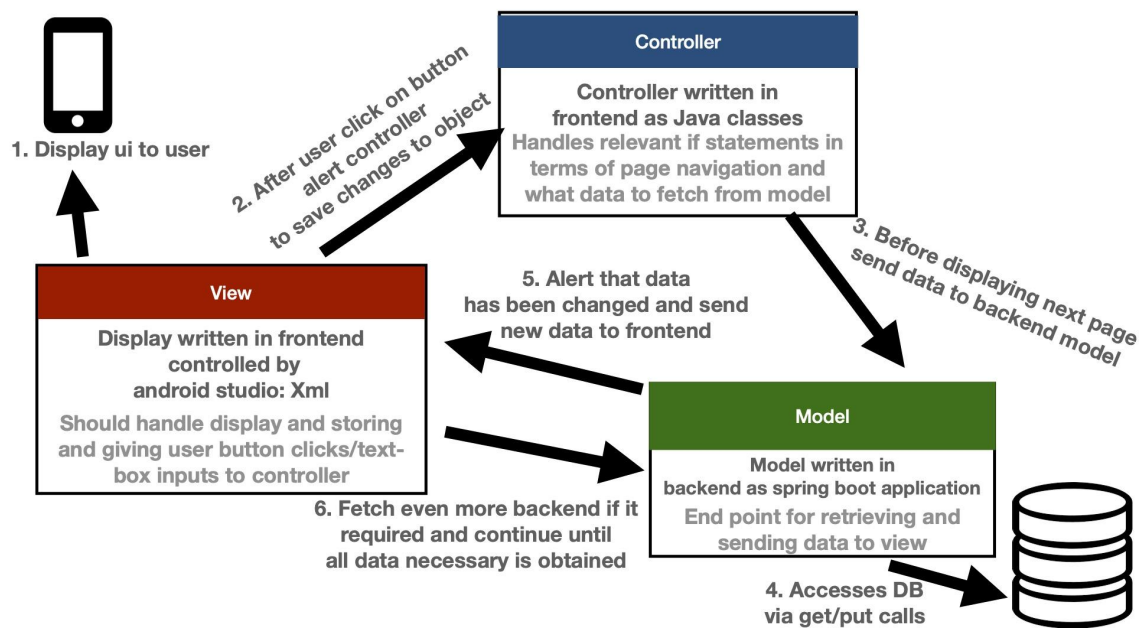 1. Display ui to user
2. After user click on button
alert controller
to save changes to object
Controller
Controller written in
frontend as Java classes
Handles relevant if statements in
terms of page navigation and
what data to fetch from model
3. Before displaying next page
send data to backend model
View
Display written in frontend
controlled by
android studio: Xml
Should handle display and storing
and giving user button clicks/text-
box inputs to controller
5. Alert that data
has been changed and send
new data to frontend
Model
Model written in
backend as spring boot application
End point for retrieving and
sending data to view
6. Fetch even more backend if it
required and continue until
all data necessary is obtained
4. Accesses DB
via get/put calls